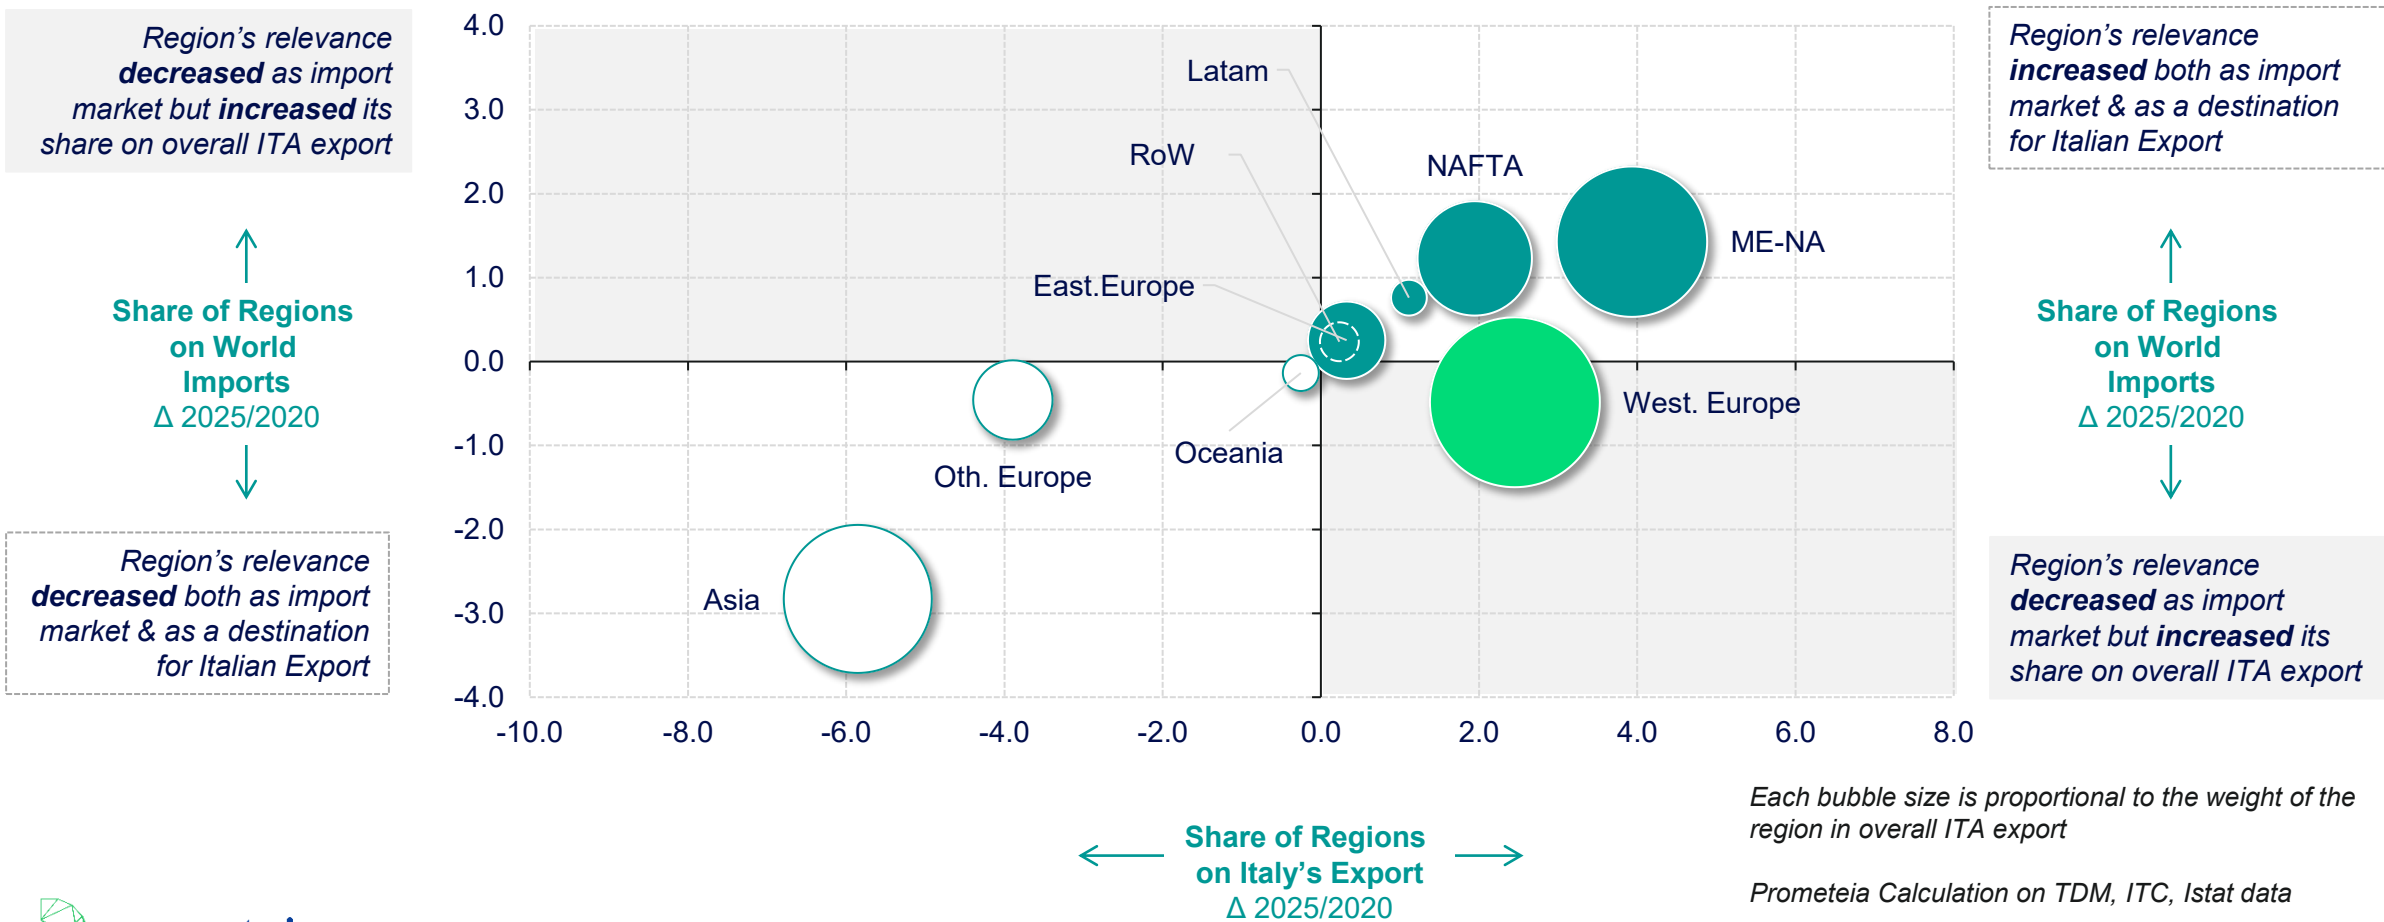 Region's relevance
decreased as import
market but increased its
share on overall ITA export
Share of Regions
on World
Imports
Δ 2025/2020
Region's relevance
decreased both as import
market & as a destination
for Italian Export
4.0
3.0
2.0
1.0
0.0
-1.0
-2.0
-3.0
-4.0
Latam
RoW
NAFTA
ME-NA
East.Europe
West. Europe
Oceania
Oth. Europe
Asia
-10.0
-8.0
-6.0
-4.0
-2.0
0.0
2.0
4.0
6.0
8.0
Region's relevance
increased both as import
market & as a destination
for Italian Export
Share of Regions
on World
Imports
Δ 2025/2020
Region's relevance
decreased as import
market but increased its
share on overall ITA export
Share of Regions
on Italy's Export
Δ 2025/2020
Each bubble size is proportional to the weight of the
region in overall ITA export
Prometeia Calculation on TDM, ITC, Istat data